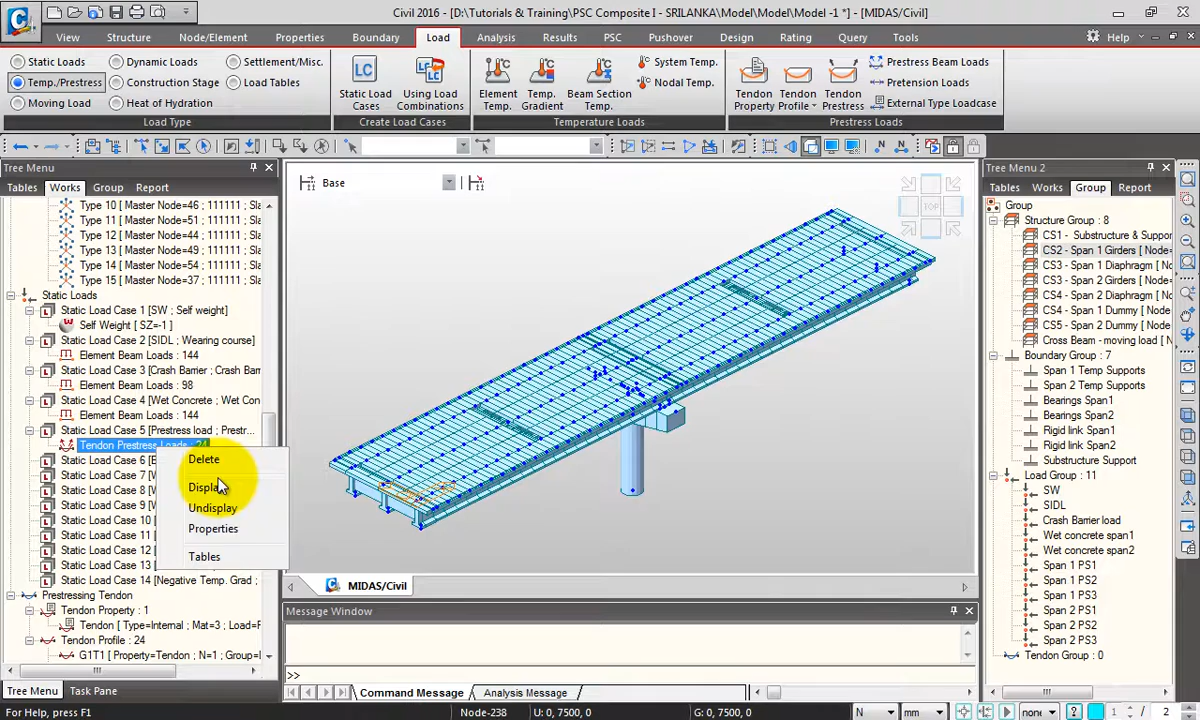 Civil 2016 - [D:\Tutorials & Training\PSC Composite I - SRILANKA\Model\Model\Model -1 *] - [MIDAS/Civil]
View Structure Node/Element Properties Boundary Load Analysis Results PSC Pushover Design Rating Query Tools Help
Static Loads Dynamic Loads Settlement/Misc.
Temp./Prestress Construction Stage Load Tables
Moving Load Heat of Hydration
Load Type
Static Load Cases
Using Load Combinations
Create Load Cases
Element Temp.
Temp. Gradient
Beam Section Temp.
System Temp.
Nodal Temp.
Temperature Loads
Tendon Property
Tendon Profile
Tendon Prestress
Prestress Beam Loads
Pretension Loads
External Type Loadcase
Prestress Loads
Tree Menu
Tables Works Group Report
Type 10 [ Master Node=46 ; 111111 ; Sla
Type 11 [ Master Node=43 ; 111111 ; Sla
Type 12 [ Master Node=44 ; 111111 ; Sla
Type 13 [ Master Node=49 ; 111111 ; Sla
Type 14 [ Master Node=54 ; 111111 ; Sla
Type 15 [ Master Node=37 ; 111111 ; Sla
Static Loads
Static Load Case 1 [SW ; Self weight]
Self Weight [ SZ=-1 ]
Static Load Case 2 [SIDL ; Wearing course]
Element Beam Loads : 144
Static Load Case 3 [Crash Barrier ; Crash Barr
Element Beam Loads : 98
Static Load Case 4 [Wet Concrete ; Wet Con
Element Beam Loads : 144
Static Load Case 5 [Prestress load ; Prestr...
Tendon Prestress Loads : 24
Static Load Case 6 [E
Static Load Case 7 [W
Static Load Case 8 [W
Static Load Case 9 [W
Static Load Case 10
Static Load Case 11
Static Load Case 12
Static Load Case 13
Static Load Case 14 [Negative Temp. Grad ;
Prestressing Tendon
Tendon Property : 1
Tendon [ Type=Internal ; Mat=3 ; Load=F
Tendon Profile : 24
G1T1 [ Property=Tendon ; N=1 ; Group=
Tree Menu Task Pane
Delete
Display
Undisplay
Properties
Tables
Base
TOP
MIDAS/Civil
Message Window
>>
Command Message Analysis Message
Tree Menu 2
Tables Works Group Report
Group
Structure Group : 8
CS1 - Substructure & Suppor
CS2 - Span 1 Girders [ Node=
CS3 - Span 1 Diaphragm [ No
CS3 - Span 2 Girders [ Node=
CS4 - Span 2 Diaphragm [ No
CS4 - Span 1 Dummy [ Node=
CS5 - Span 2 Dummy [ Node=
Cross Beam - moving load [ N
Boundary Group : 7
Span 1 Temp Supports
Span 2 Temp Supports
Bearings Span1
Bearings Span2
Rigid link Span1
Rigid link Span2
Substructure Support
Load Group : 11
SW
SIDL
Crash Barrier load
Wet concrete span1
Wet concrete span2
Span 1 PS1
Span 1 PS2
Span 1 PS3
Span 2 PS1
Span 2 PS2
Span 2 PS3
Tendon Group : 0
For Help, press F1 Node-238 U: 0, 7500, 0 G: 0, 7500, 0 N mm none ? 1 / 2